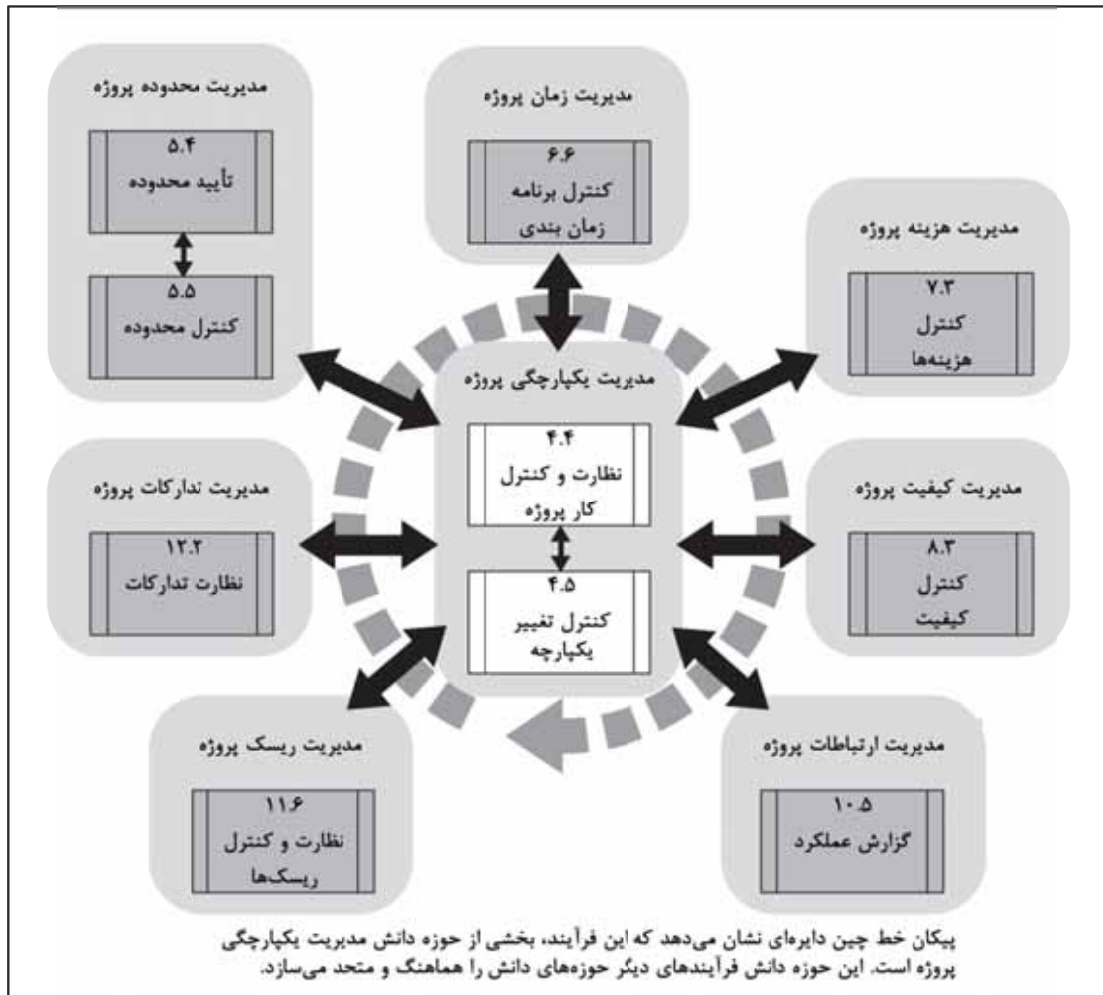 مدیریت محدوده پروژه
۵.۴
تأیید محدوده
۵.۵
کنترل محدوده
مدیریت زمان پروژه
۶.۶
کنترل برنامه
زمان بندی
مدیریت هزینه پروژه
۷.۳
کنترل
هزینه‌ها
مدیریت یکپارچگی پروژه
۴.۴
نظارت و کنترل
کار پروژه
۴.۵
کنترل تغییر
یکپارچه
مدیریت تدارکات پروژه
۱۲.۲
نظارت تدارکات
مدیریت کیفیت پروژه
۸.۳
کنترل
کیفیت
مدیریت ریسک پروژه
۱۱.۶
نظارت و کنترل
ریسک‌ها
مدیریت ارتباطات پروژه
۱۰.۵
گزارش عملکرد
پیکان خط چین دایره‌ای نشان می‌دهد که این فرآیند، بخشی از حوزه دانش مدیریت یکپارچگی
پروژه است. این حوزه دانش فرآیندهای دیگر حوزه‌های دانش را هماهنگ و متحد می‌سازد.